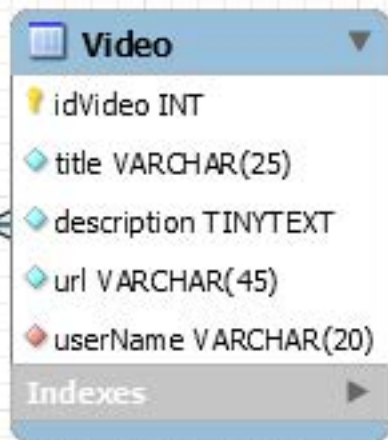 Video
idVideo INT
title VARCHAR(25)
description TINYTEXT
url VARCHAR(45)
userName VARCHAR(20)
Indexes